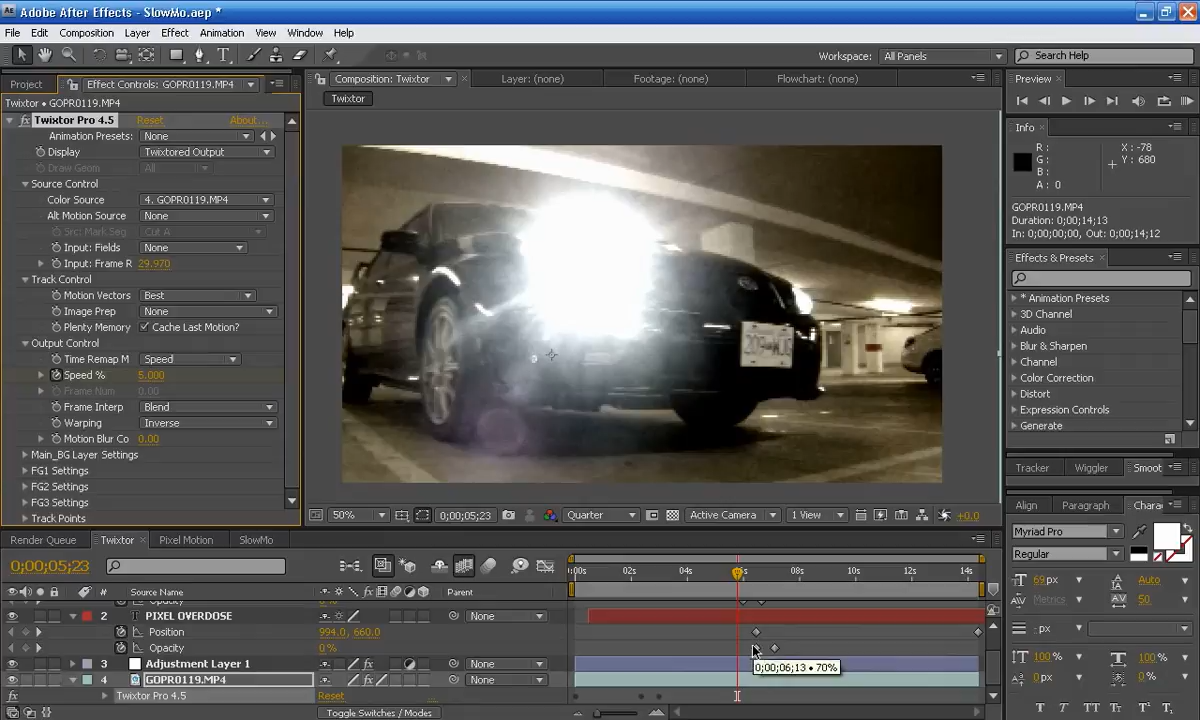 Adobe After Effects - SlowMo.aep *
File Edit Composition Layer Effect Animation View Window Help
Workspace: All Panels Search Help
Project Effect Controls: GOPR0119.MP4 Composition: Twixtor Layer: (none) Footage: (none) Flowchart: (none) Preview
Twixtor • GOPR0119.MP4 Twixtor
Twixtor Pro 4.5 Reset About...
Animation Presets: None
Display Twixtored Output
Draw Geom All
Source Control
Color Source 4. GOPR0119.MP4
Alt Motion Source None
Src: Mark Seg Cut A
Input: Fields None
Input: Frame R 29.970
Track Control
Motion Vectors Best
Image Prep None
Plenty Memory Cache Last Motion?
Output Control
Time Remap M Speed
Speed % 5.000
Frame Num 0.00
Frame Interp Blend
Warping Inverse
Motion Blur Co 0.00
Main_BG Layer Settings
FG1 Settings
FG2 Settings
FG3 Settings
Track Points
50% 0;00;05;23 Quarter Active Camera 1 View +0.0
Info
R : X : -78
G : Y : 680
B :
A : 0
GOPR0119.MP4
Duration: 0;00;14;13
In: 0;00;00;00, Out: 0;00;14;12
Effects & Presets
* Animation Presets
3D Channel
Audio
Blur & Sharpen
Channel
Color Correction
Distort
Expression Controls
Generate
Tracker Wiggler Smoot
Align Paragraph Charac
Myriad Pro
Regular
69 px Auto
Metrics 50
- px
100% 100%
0 px 0%
T T TT Tr T' T,
Render Queue Twixtor Pixel Motion SlowMo
0;00;05;23
:00s 02s 04s 08s 10s 12s 14s
# Source Name Parent
Opacity 0%
2 T PIXEL OVERDOSE None
Position 994.0, 660.0
Opacity 0%
0;00;06;13 • 70%
3 Adjustment Layer 1 None
4 GOPR0119.MP4 None
Twixtor Pro 4.5 Reset
Toggle Switches / Modes